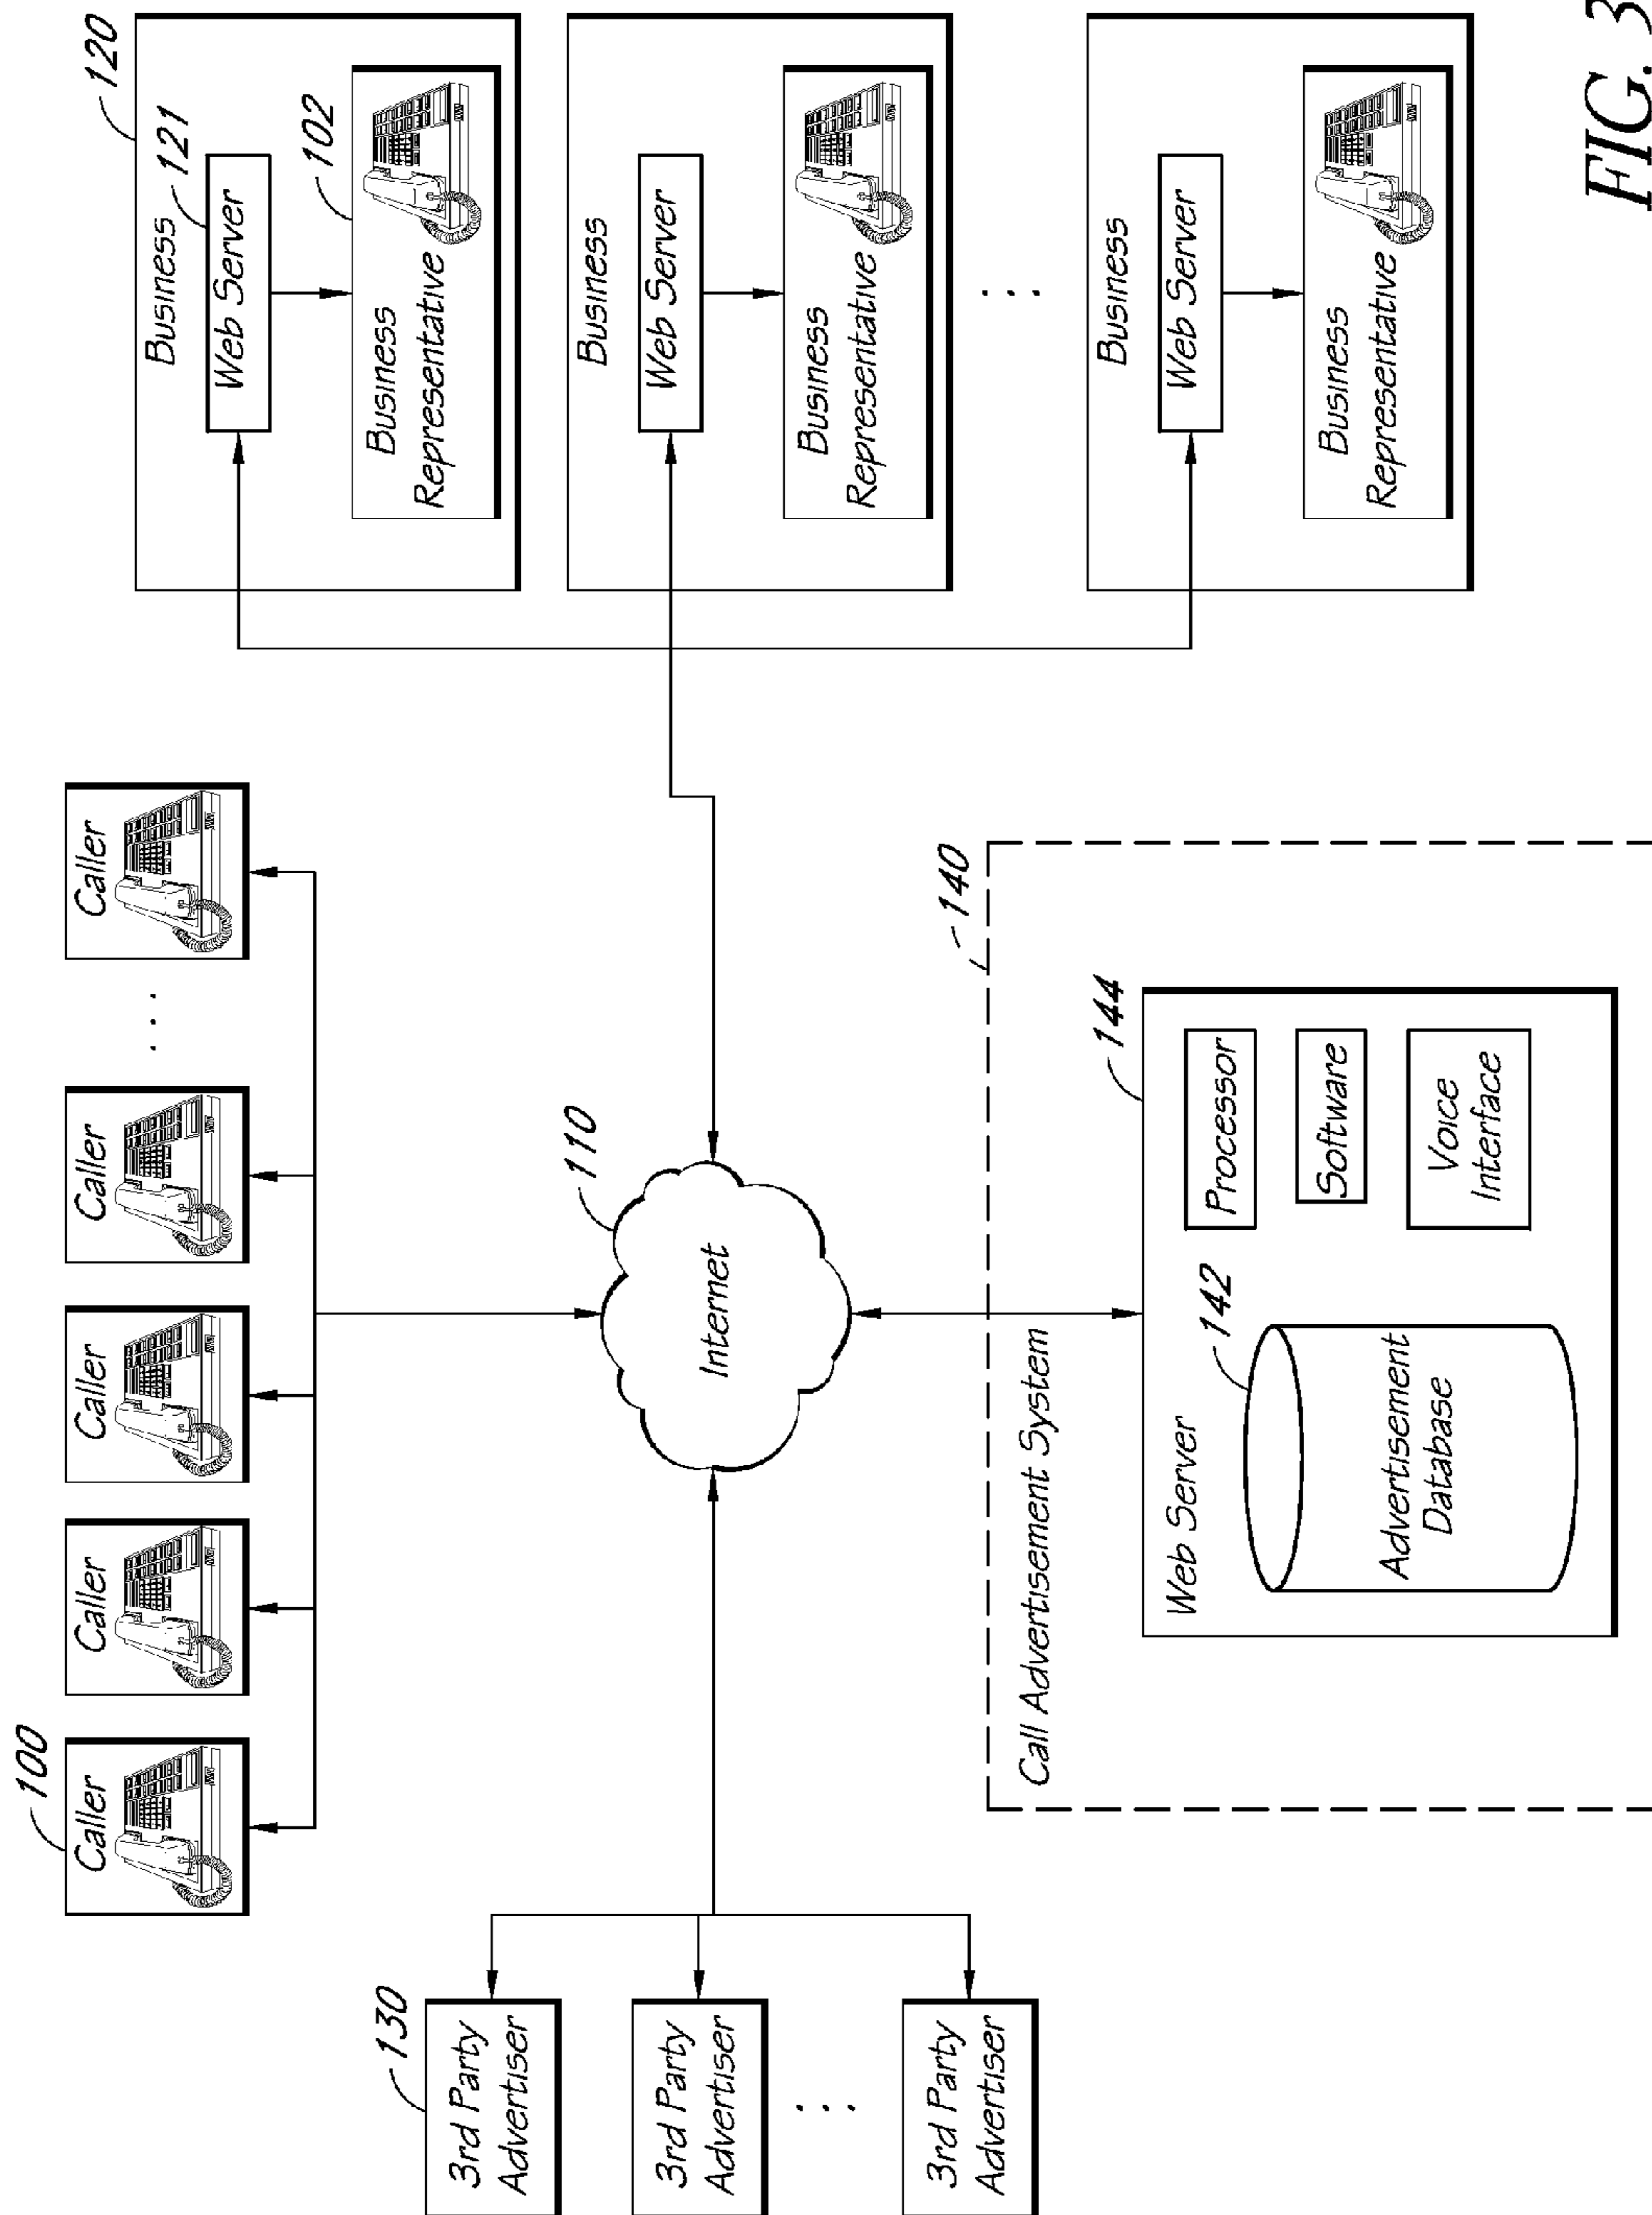 100
Caller
Caller
Caller
Caller
. . .
Caller
120
Business
121
Web Server
102
Business
Representative
Business
Web Server
Business
Representative
. . .
Business
Web Server
Business
Representative
130
3rd Party
Advertiser
3rd Party
Advertiser
. . .
3rd Party
Advertiser
110
Internet
140
Call Advertisement System
144
Web Server
142
Advertisement
Database
Processor
Software
Voice
Interface
FIG. 3